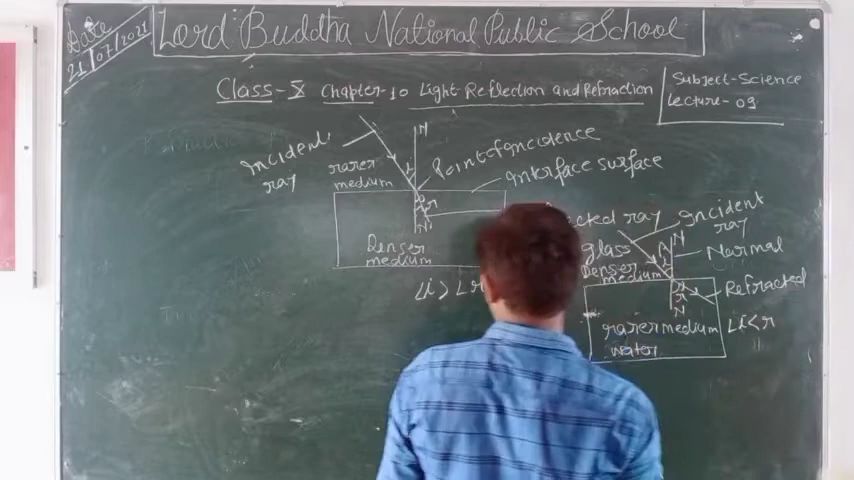 Date
21/07/2021
Lord Buddha National Public School
Class-X Chapter-10 Light-Reflection and Refraction
Subject-Science
Lecture-09
Incident
ray
rarer
medium
N
i
Point of incidence
Interface surface
r
N
Denser
medium
∠i > ∠r
ray
Incident
ray
glass
Denser
medium
N
i
Normal
Refracted
r
N
rarer medium
water
∠i < r